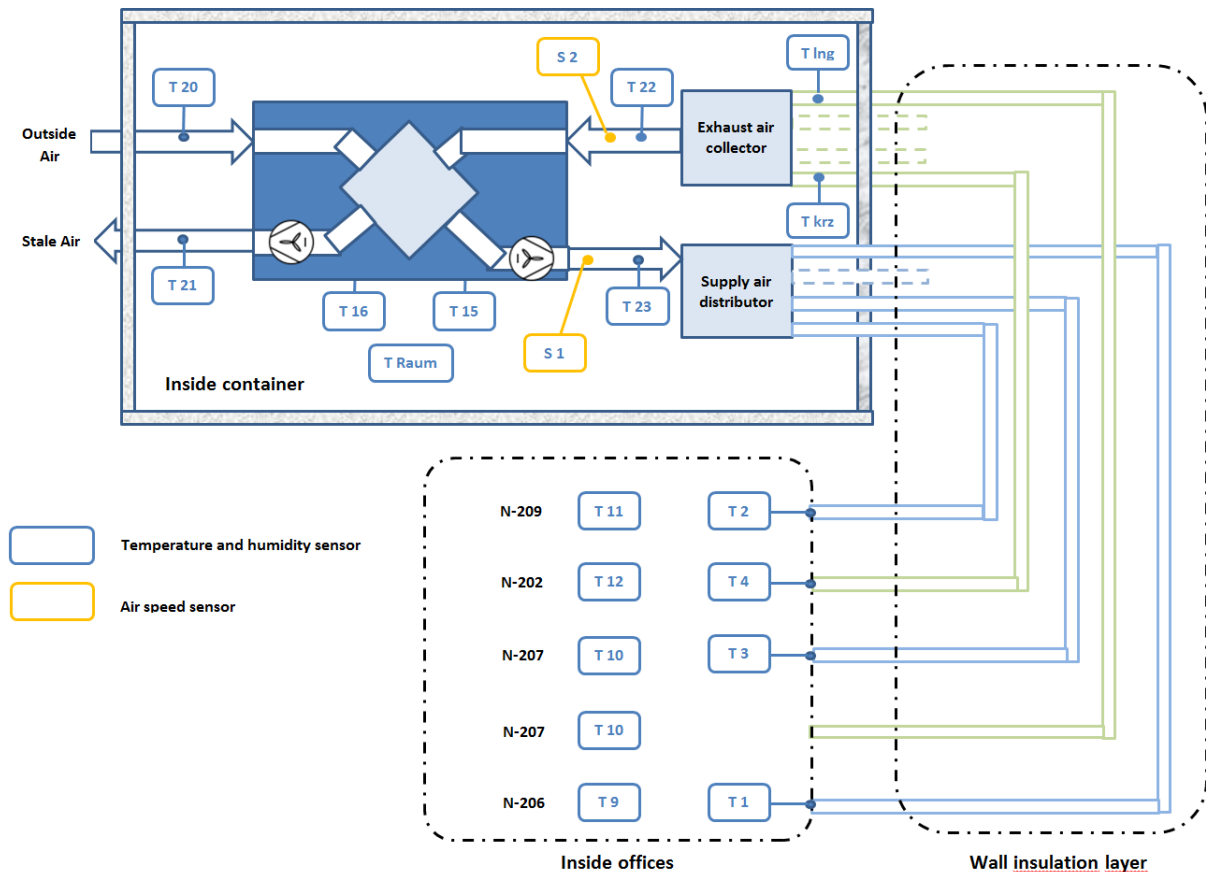 T lng
S 2
T 20
T 22
Outside
Air
Exhaust air
collector
T krz
Stale Air
T 21
T 16
T 15
T 23
Supply air
distributor
T Raum
S 1
Inside container
N-209
T 11
T 2
Temperature and humidity sensor
N-202
T 12
T 4
Air speed sensor
N-207
T 10
T 3
N-207
T 10
N-206
T 9
T 1
Inside offices
Wall insulation layer